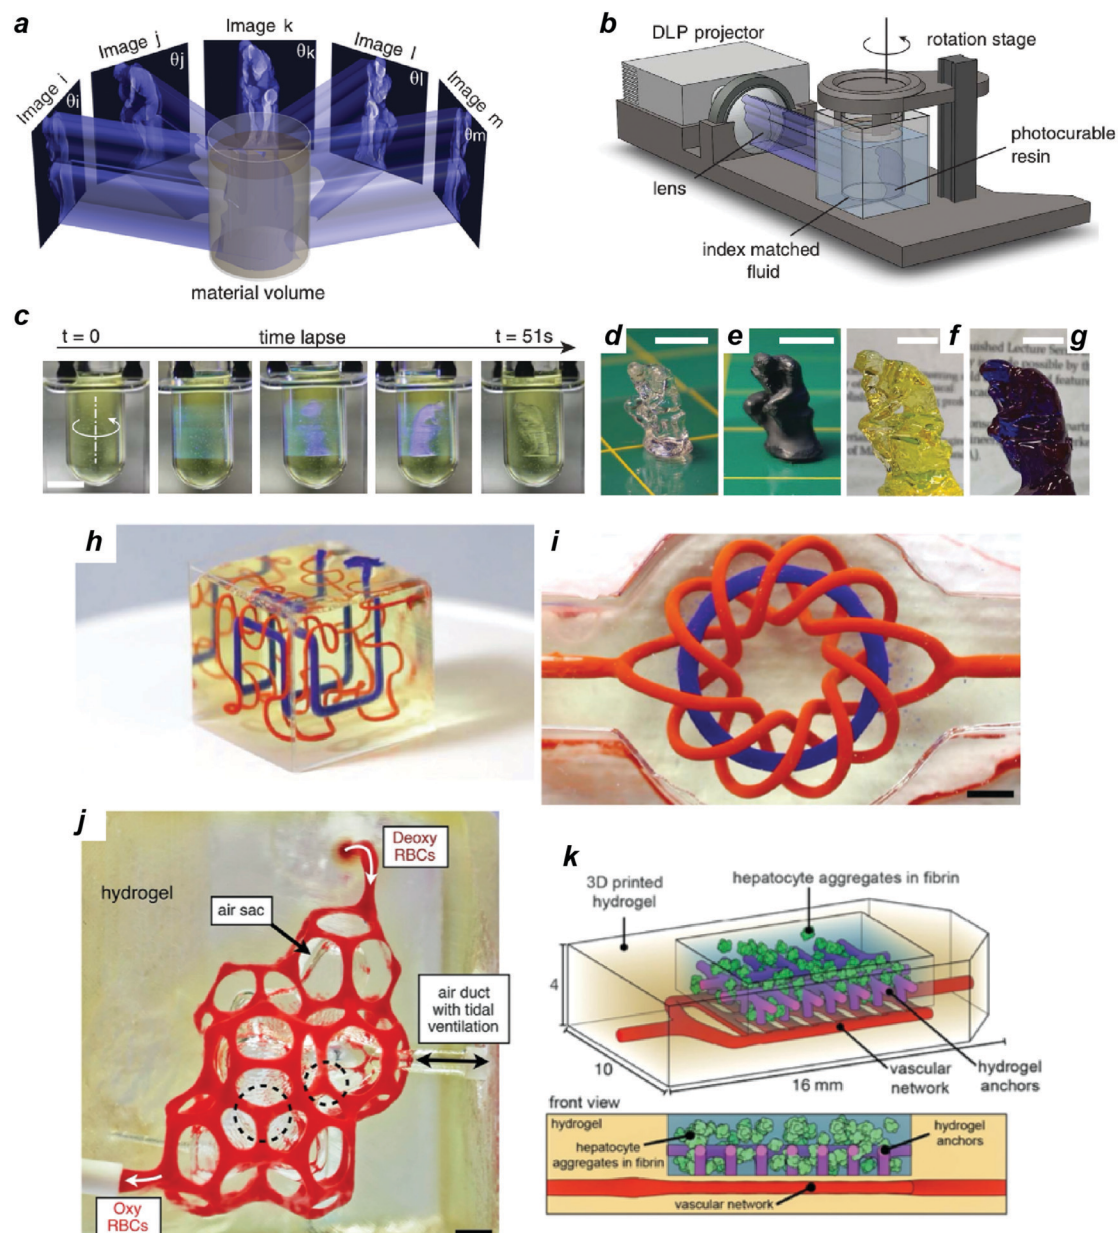 a
Image i
Image j
Image k
Image l
Image m
θi
θj
θk
θl
θm
material volume
b
DLP projector
rotation stage
photocurable
resin
lens
index matched
fluid
c
t = 0
time lapse
t = 51s
d
e
f
g
h
i
j
Deoxy
RBCs
hydrogel
air sac
air duct
with tidal
ventilation
Oxy
RBCs
k
3D printed
hydrogel
hepatocyte aggregates in fibrin
4
10
16 mm
vascular
network
hydrogel
anchors
front view
hydrogel
hepatocyte
aggregates in fibrin
hydrogel
anchors
vascular network